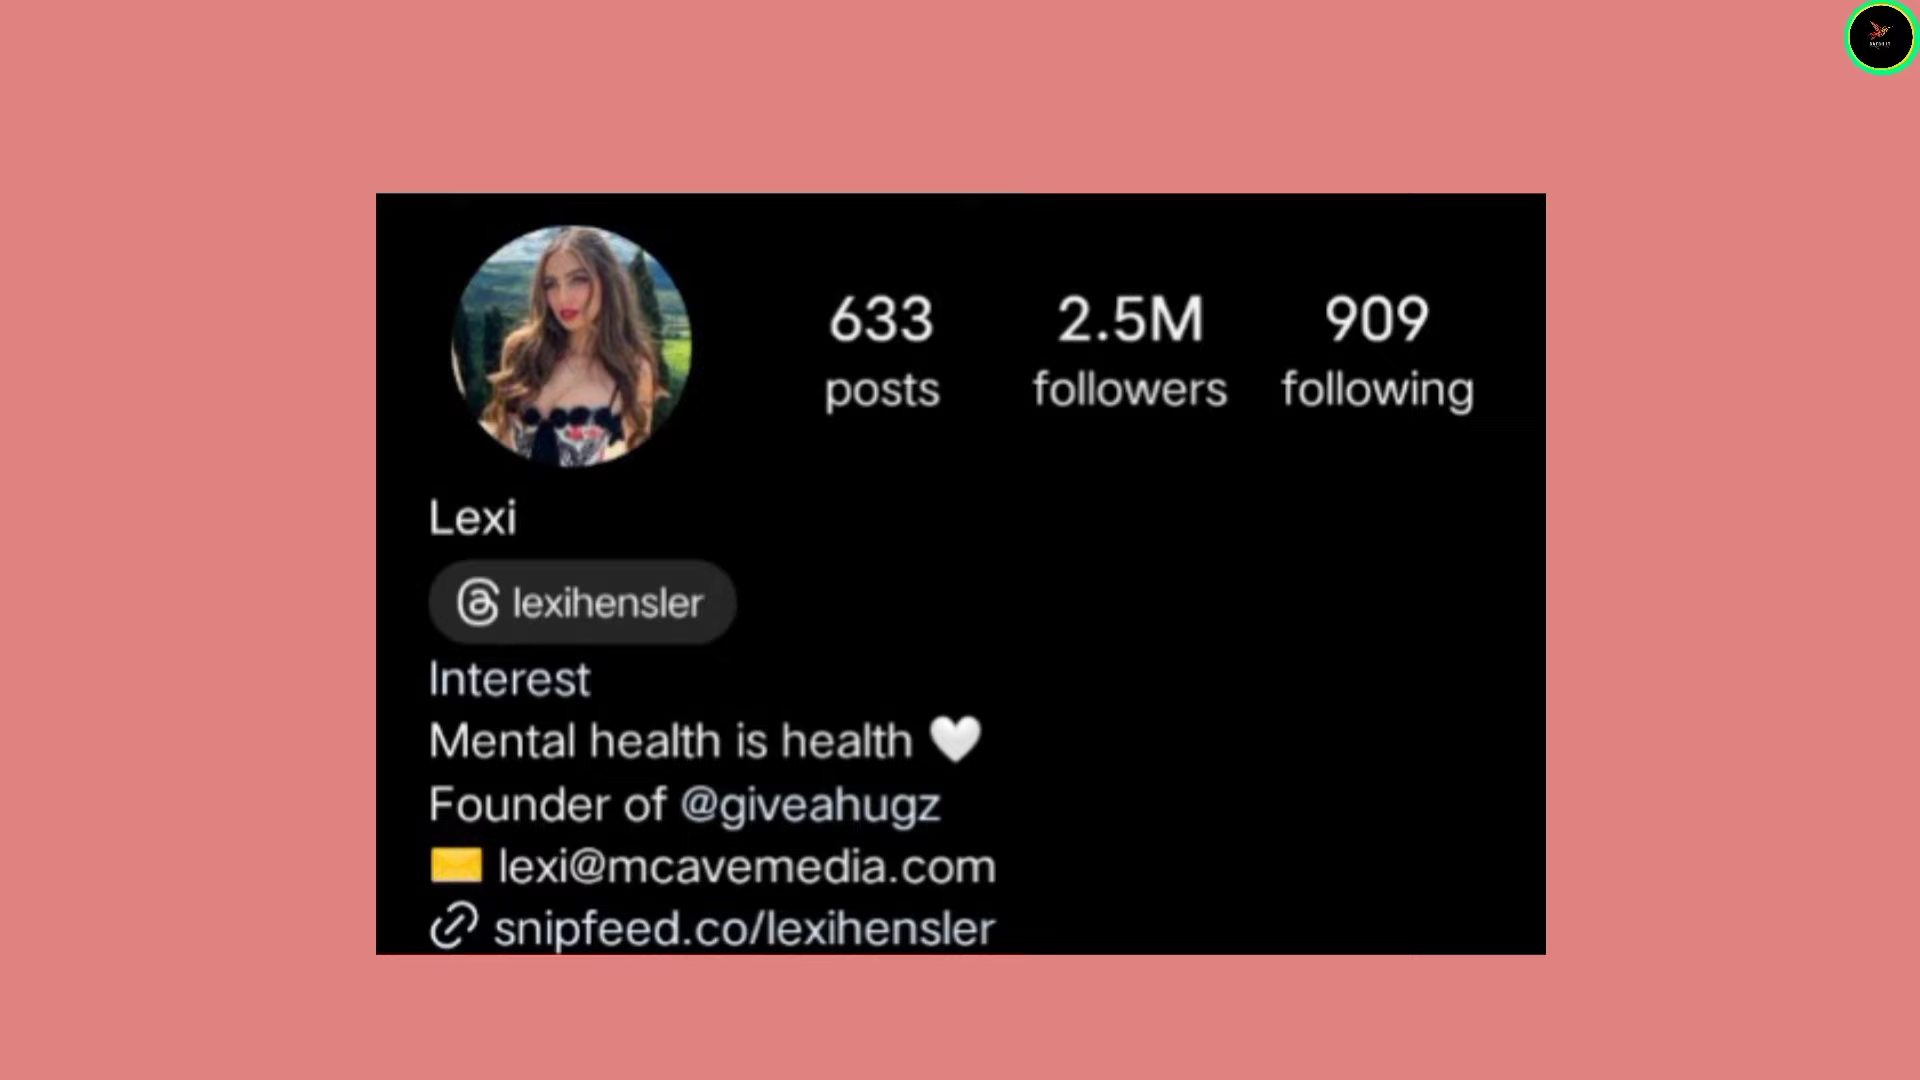 633 2.5M 909
posts followers following
Lexi
lexihensler
Interest
Mental health is health 🤍
Founder of @giveahugz
✉️ lexi@mcavemedia.com
snipfeed.co/lexihensler